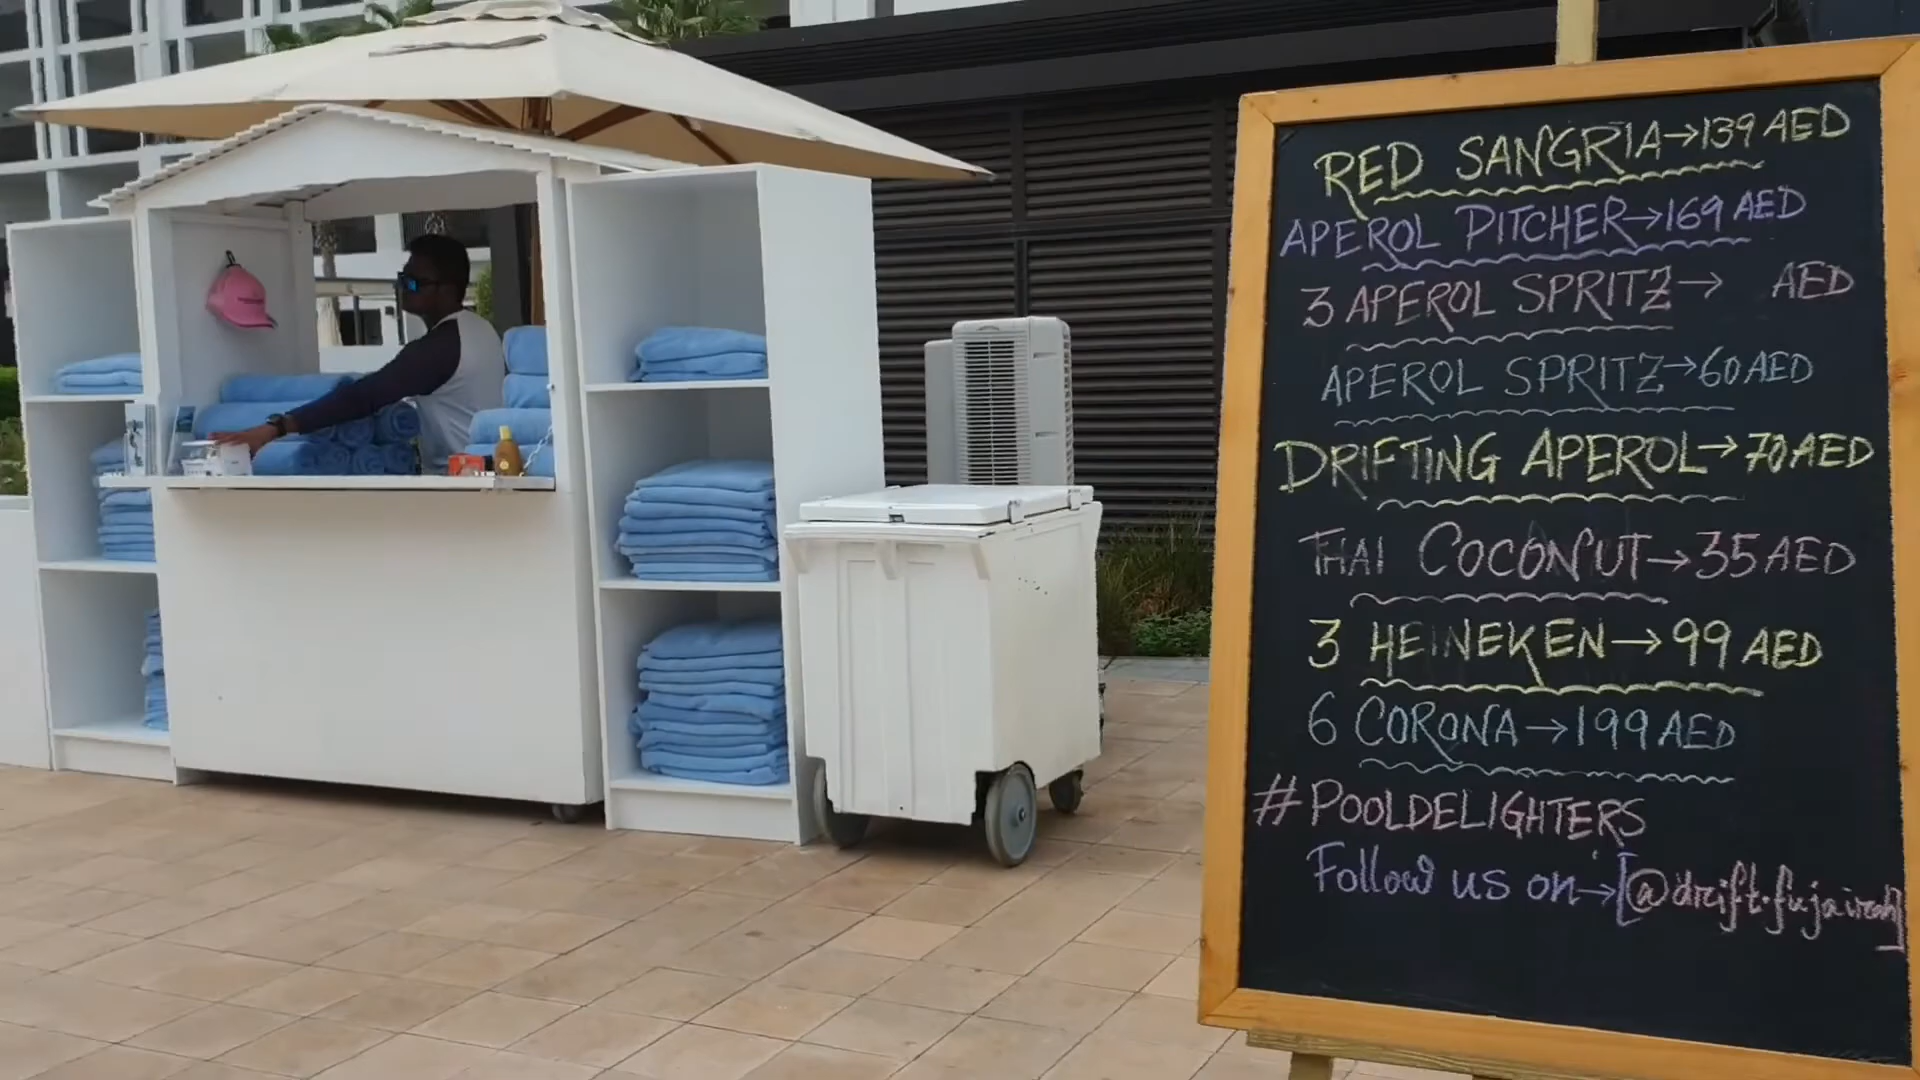 RED SANGRIA→139 AED
APEROL PITCHER→169 AED
3 APEROL SPRITZ→ AED
APEROL SPRITZ→60 AED
DRIFTING APEROL→70 AED
THAI COCONUT→35 AED
3 HEINEKEN→99 AED
6 CORONA→199 AED
#POOLDELIGHTERS
Follow us on→[@drift.fujairah]